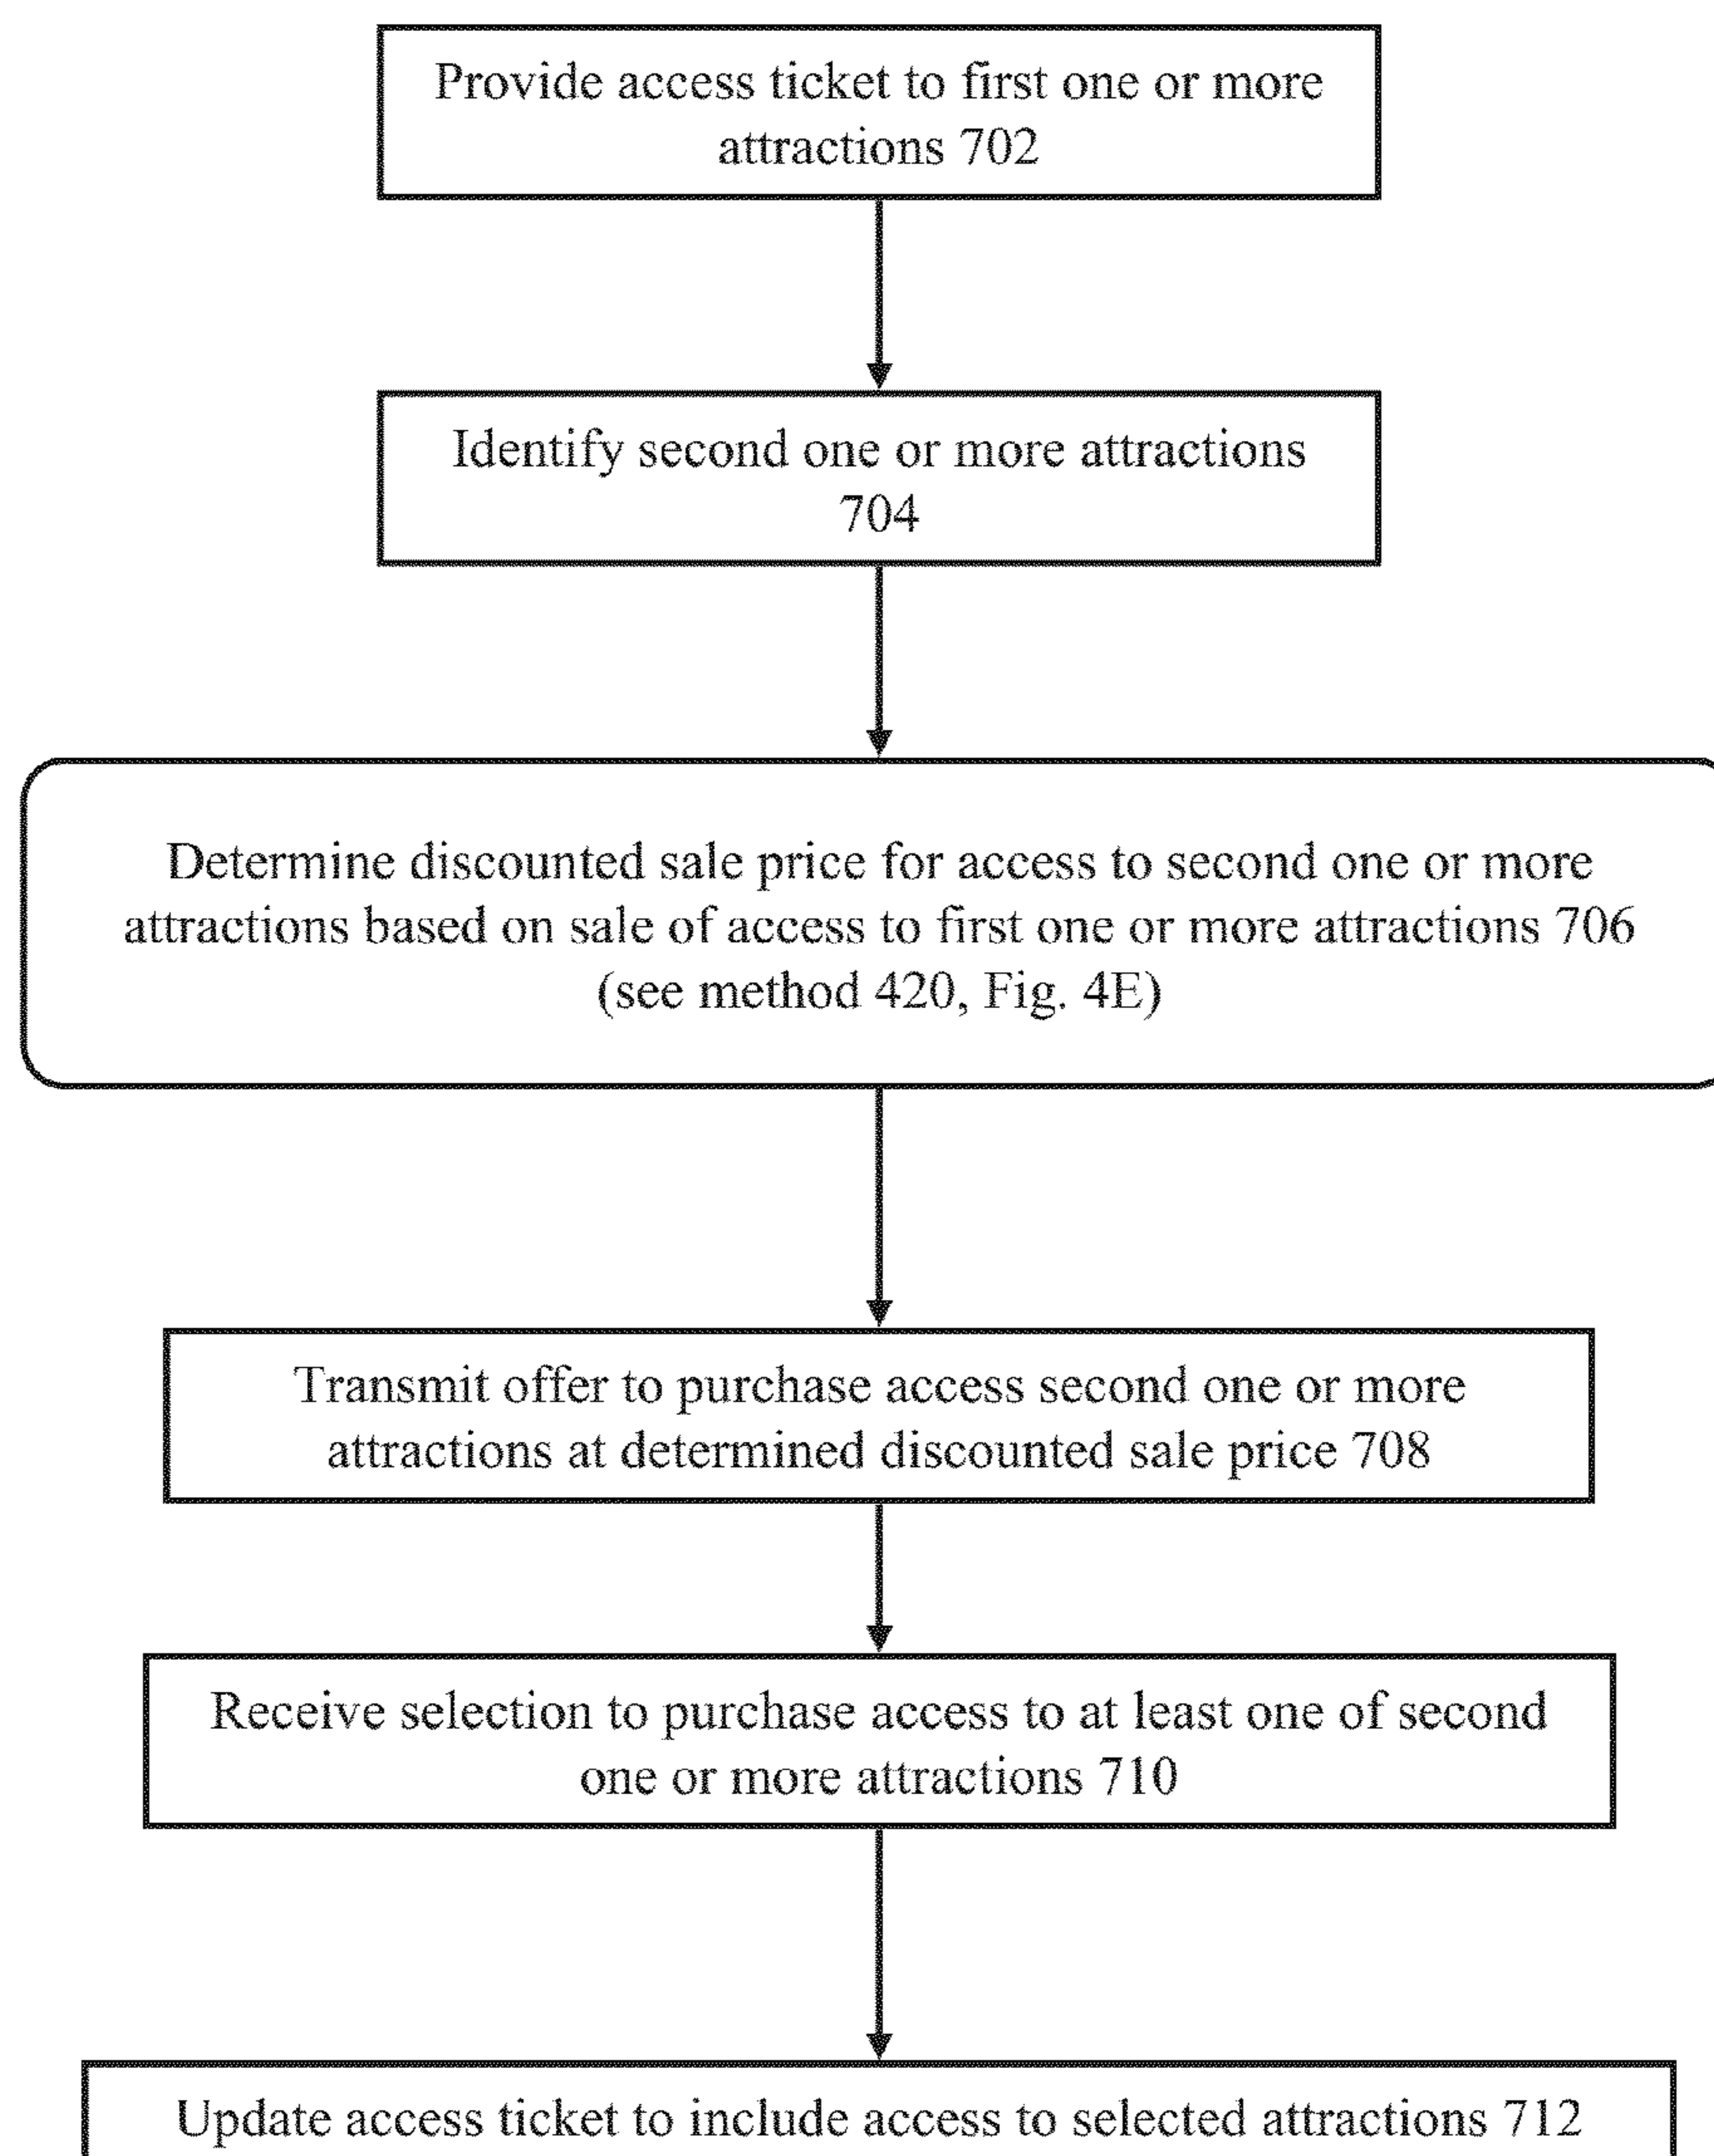 Provide access ticket to first one or more
attractions 702
Identify second one or more attractions
704
Determine discounted sale price for access to second one or more
attractions based on sale of access to first one or more attractions 706
(see method 420, Fig. 4E)
Transmit offer to purchase access second one or more
attractions at determined discounted sale price 708
Receive selection to purchase access to at least one of second
one or more attractions 710
Update access ticket to include access to selected attractions 712